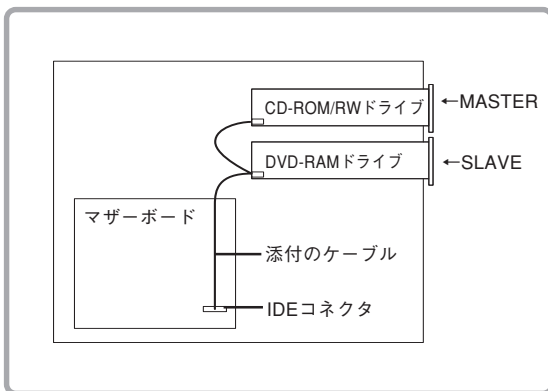 CD-ROM/RWドライブ
←MASTER
DVD-RAMドライブ
←SLAVE
マザーボード
添付のケーブル
IDEコネクタ